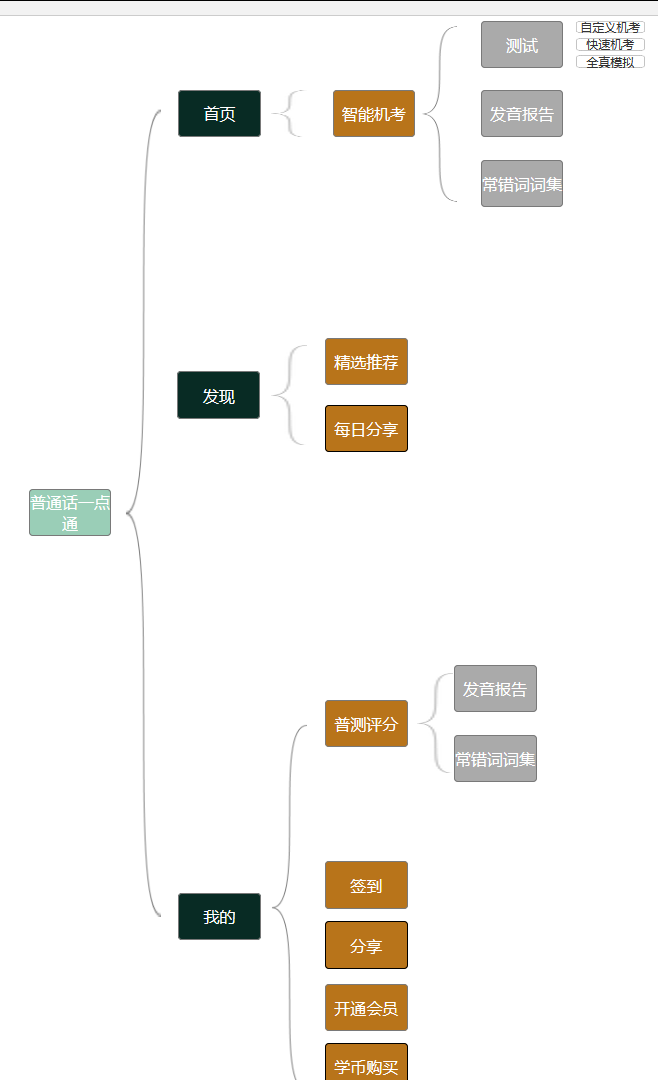 自定义机考
测试
快速机考
全真模拟
首页
智能机考
发音报告
常错词词集
精选推荐
发现
每日分享
普通话一点
通
发音报告
普测评分
常错词词集
签到
我的
分享
开通会员
学币购买